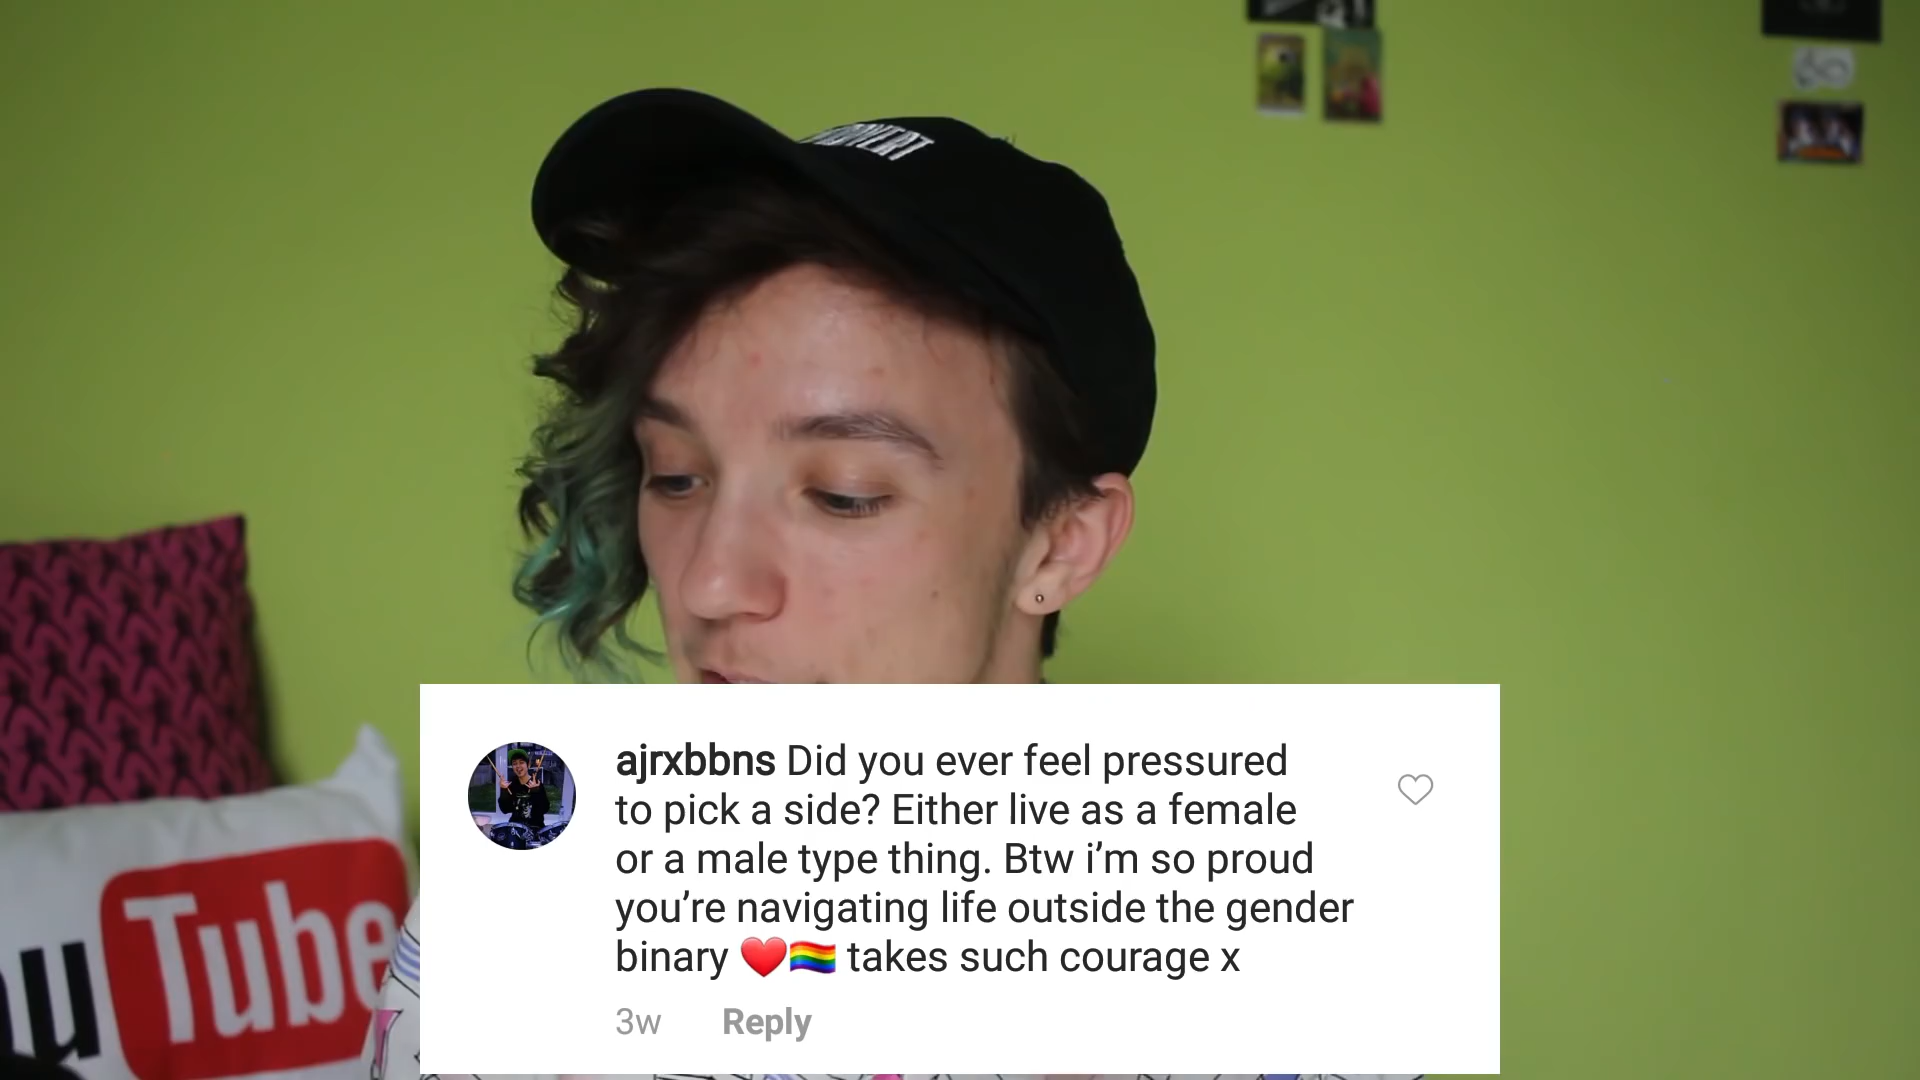 ajrxbbns Did you ever feel pressured
to pick a side? Either live as a female
or a male type thing. Btw i’m so proud
you’re navigating life outside the gender
binary ❤️🏳️‍🌈 takes such courage x
3w Reply
ouTube